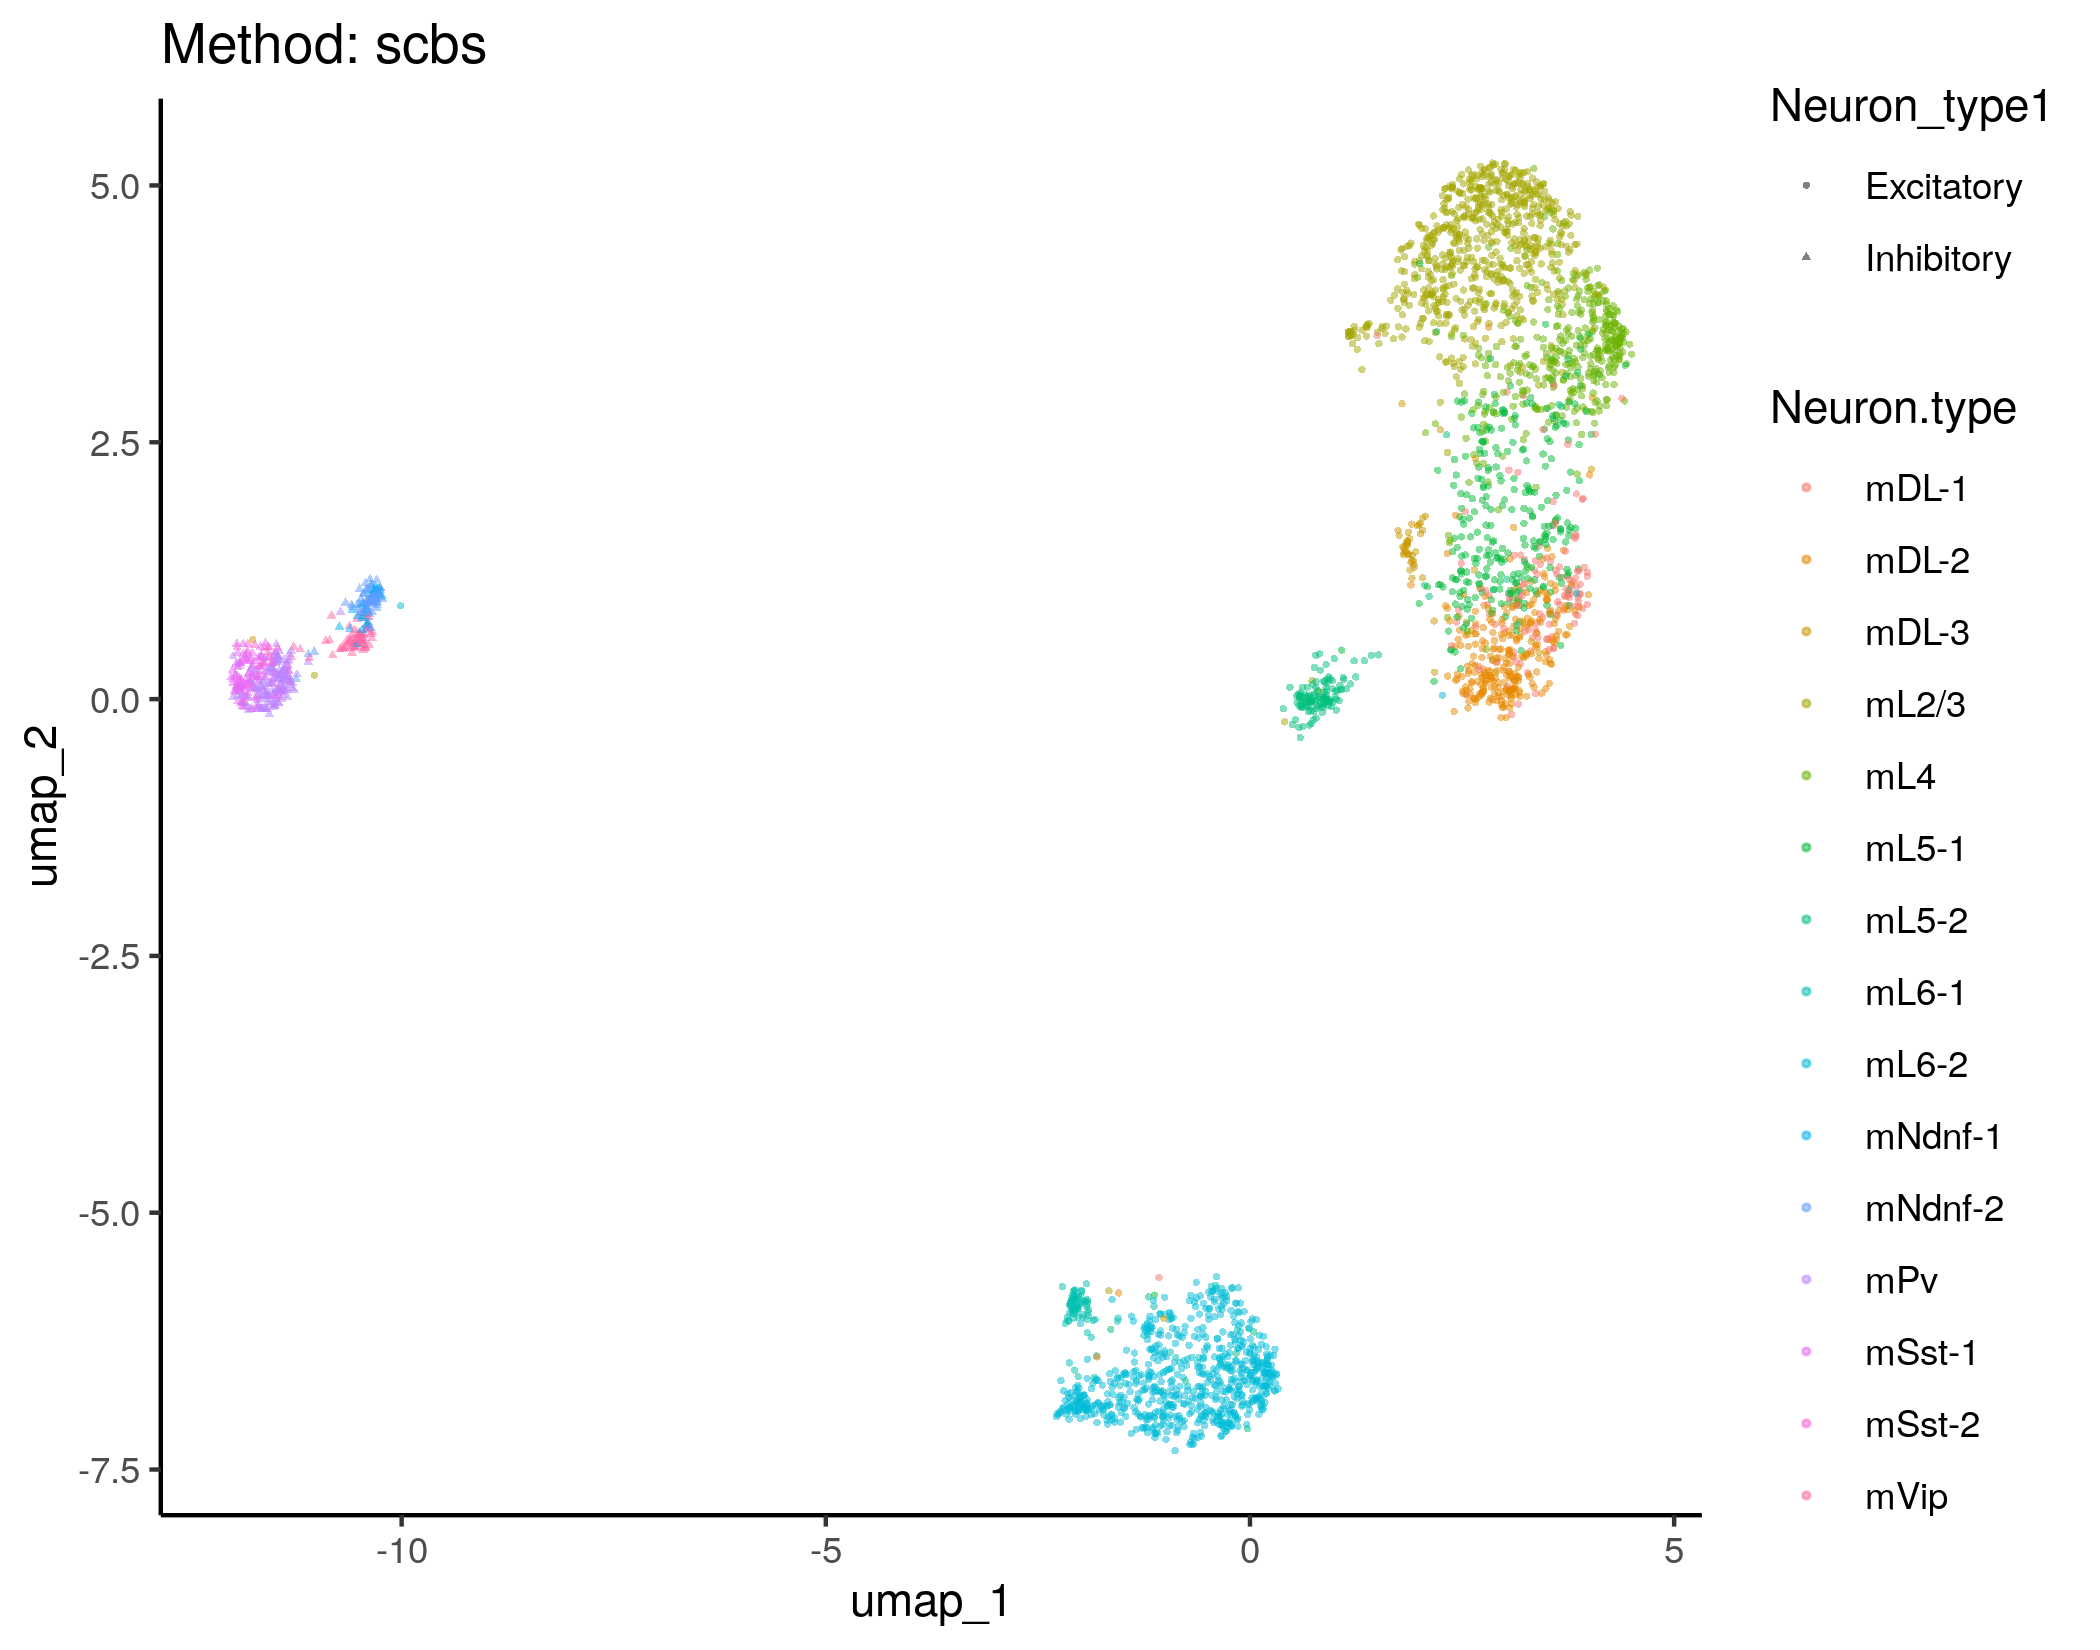 Method: scbs
5.0
2.5
0.0
-2.5
-5.0
-7.5
umap_2
-10
-5
0
5
umap_1
Neuron_type1
Excitatory
Inhibitory
Neuron.type
mDL-1
mDL-2
mDL-3
mL2/3
mL4
mL5-1
mL5-2
mL6-1
mL6-2
mNdnf-1
mNdnf-2
mPv
mSst-1
mSst-2
mVip